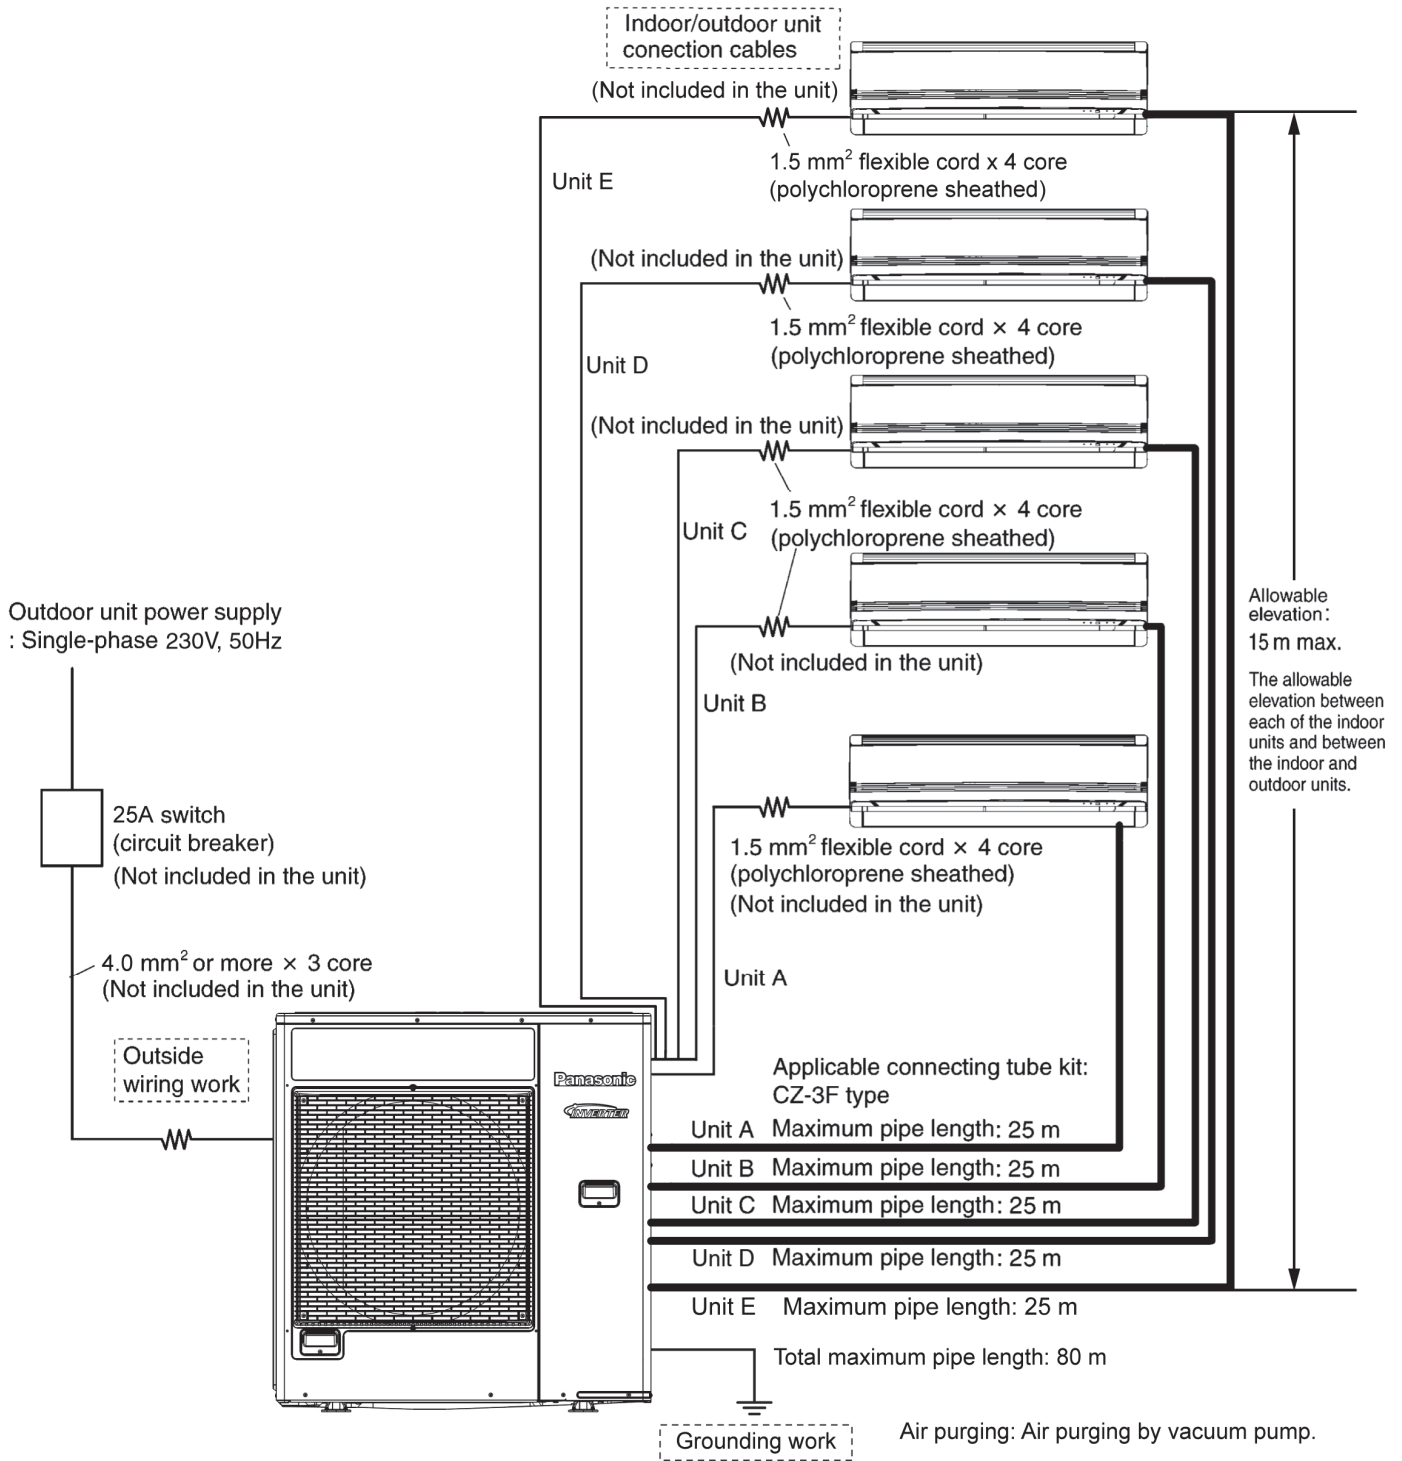 Indoor/outdoor unit
conection cables
(Not included in the unit)
1.5 mm² flexible cord x 4 core
(polychloroprene sheathed)
Unit E
(Not included in the unit)
1.5 mm² flexible cord × 4 core
(polychloroprene sheathed)
Unit D
(Not included in the unit)
1.5 mm² flexible cord × 4 core
(polychloroprene sheathed)
Unit C
(Not included in the unit)
Unit B
1.5 mm² flexible cord × 4 core
(polychloroprene sheathed)
(Not included in the unit)
Unit A
Allowable
elevation:
15 m max.
The allowable
elevation between
each of the indoor
units and between
the indoor and
outdoor units.
Outdoor unit power supply
: Single-phase 230V, 50Hz
25A switch
(circuit breaker)
(Not included in the unit)
4.0 mm² or more × 3 core
(Not included in the unit)
Outside
wiring work
Panasonic
INVERTER
Applicable connecting tube kit:
CZ-3F type
Unit A Maximum pipe length: 25 m
Unit B Maximum pipe length: 25 m
Unit C Maximum pipe length: 25 m
Unit D Maximum pipe length: 25 m
Unit E Maximum pipe length: 25 m
Total maximum pipe length: 80 m
Grounding work
Air purging: Air purging by vacuum pump.